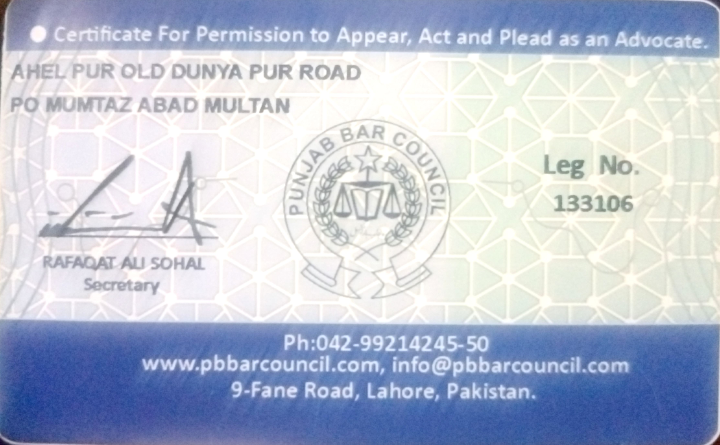 ● Certificate For Permission to Appear, Act and Plead as an Advocate.
AHEL PUR OLD DUNYA PUR ROAD
PO MUMTAZ ABAD MULTAN
PUNJAB BAR COUNCIL
Leg No.
133106
RAFAQAT ALI SOHAL
Secretary
Ph:042-99214245-50
www.pbbarcouncil.com, info@pbbarcouncil.com
9-Fane Road, Lahore, Pakistan.